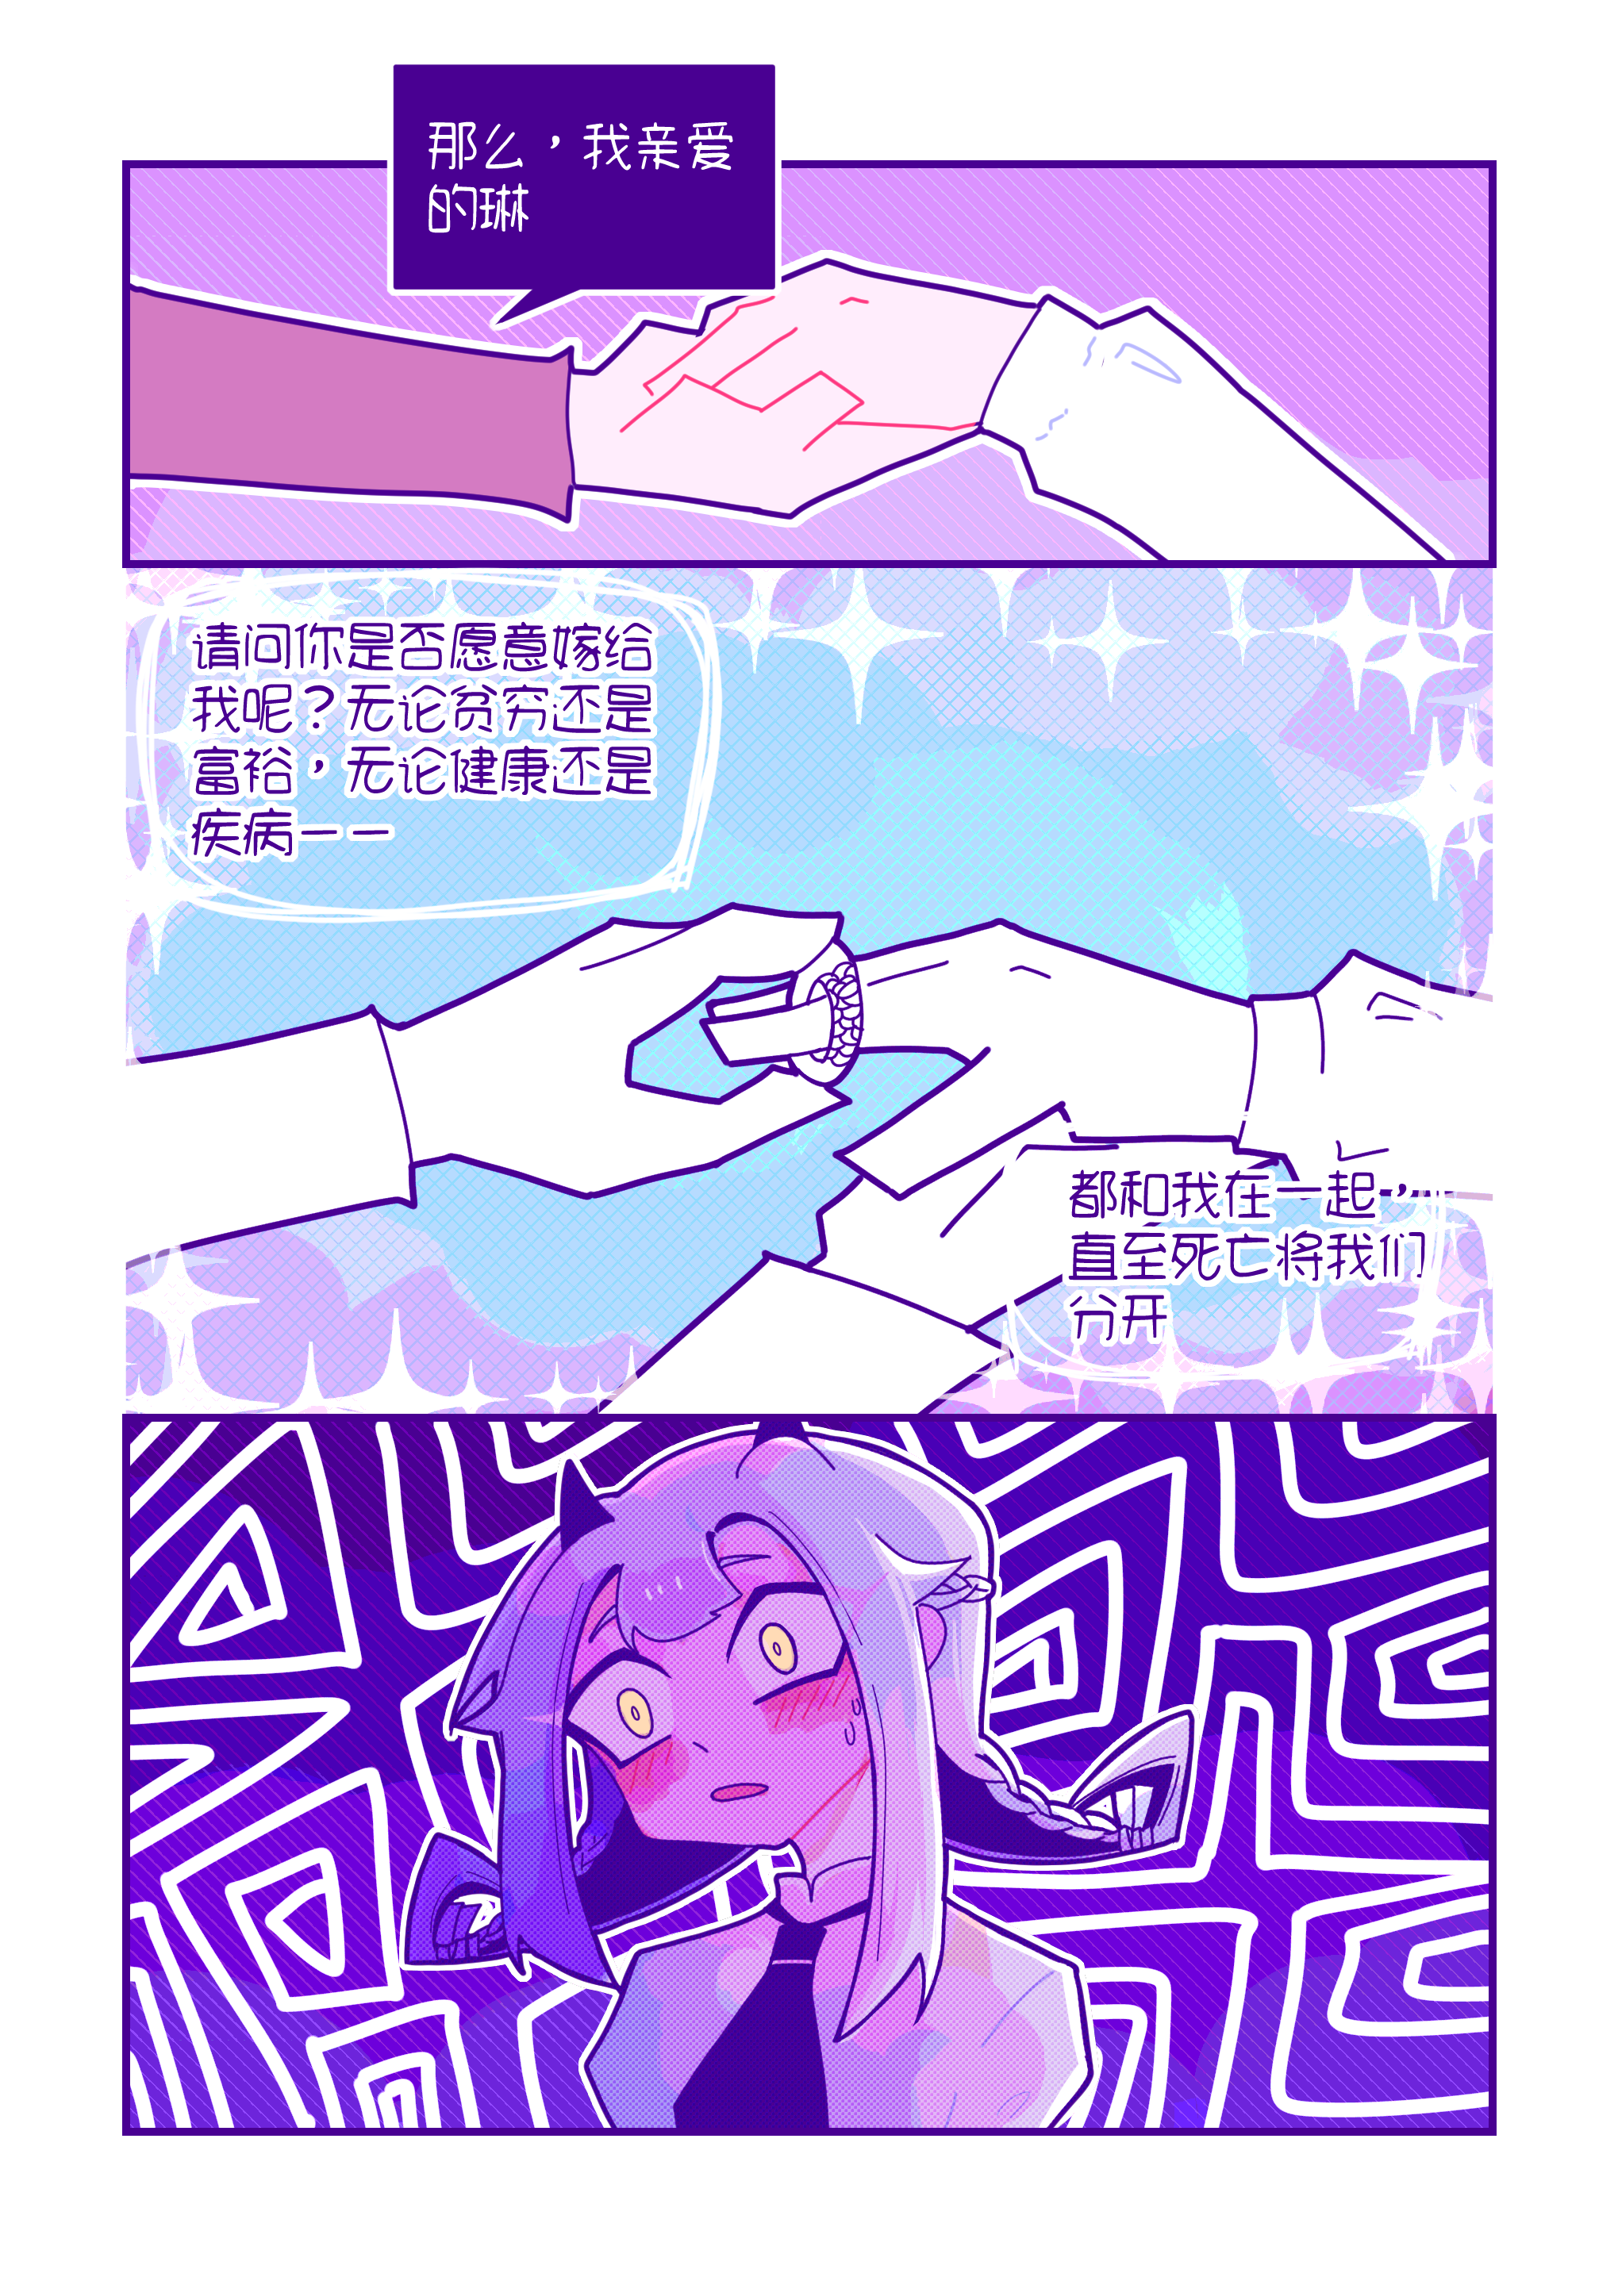 那么，我亲爱
的琳
请问你是否愿意嫁给
我呢？无论贫穷还是
富裕，无论健康还是
疾病——
都和我在一起，
直至死亡将我们
分开